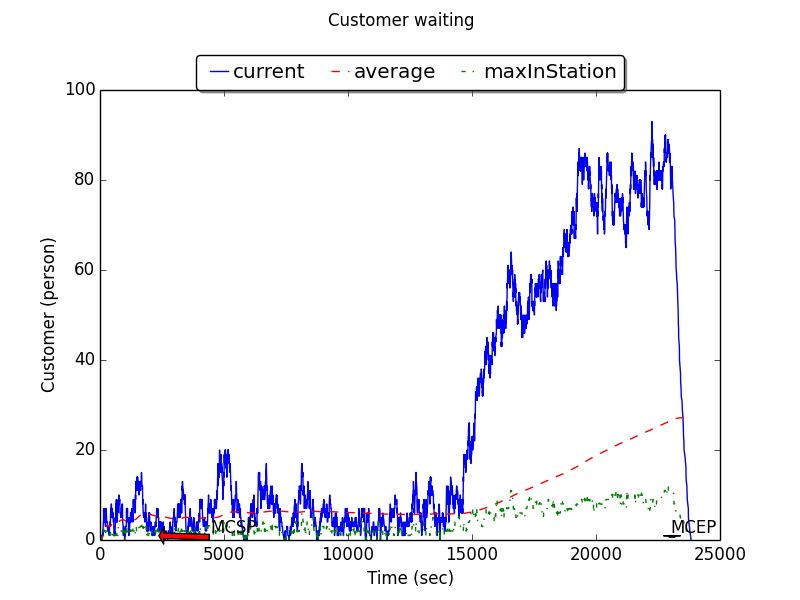 Customer waiting
current average maxInStation
100
80
60
40
20
0
Customer (person)
MCSP
MCEP
0 5000 10000 15000 20000 25000
Time (sec)